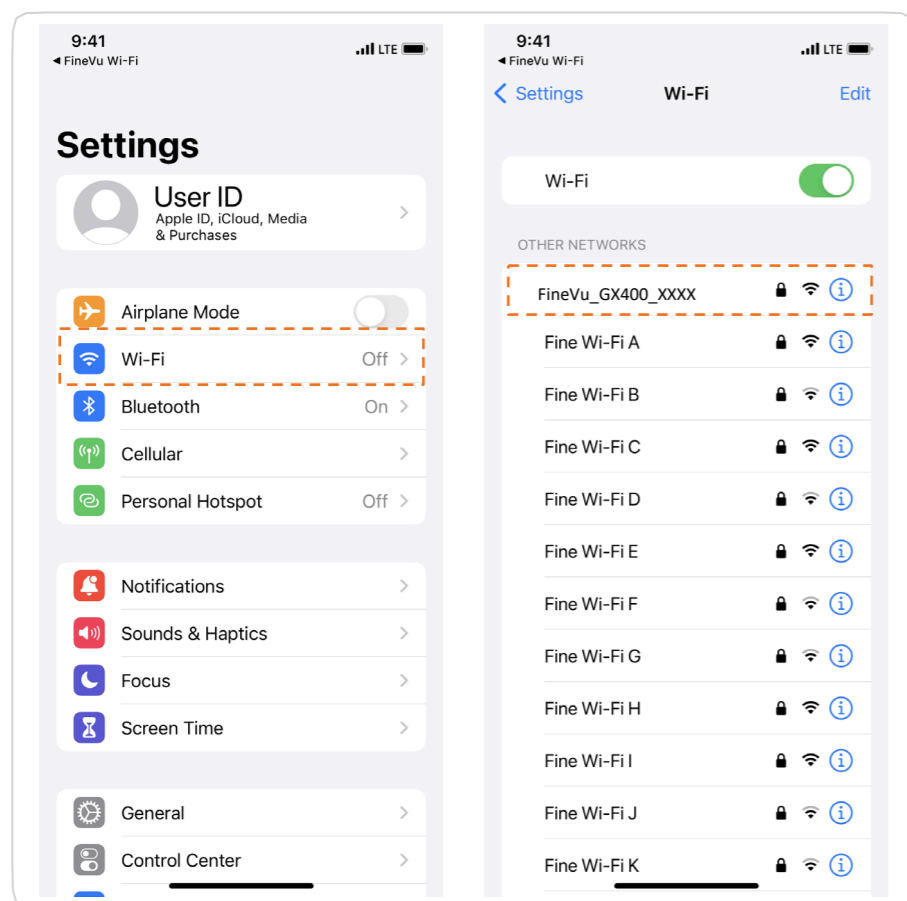 9:41
LTE
◀ FineVu Wi-Fi
Settings
User ID
Apple ID, iCloud, Media
& Purchases
Airplane Mode
Wi-Fi Off
Bluetooth On
Cellular
Personal Hotspot Off
Notifications
Sounds & Haptics
Focus
Screen Time
General
Control Center
9:41
LTE
◀ FineVu Wi-Fi
Settings Wi-Fi Edit
Wi-Fi
OTHER NETWORKS
FineVu_GX400_XXXX
Fine Wi-Fi A
Fine Wi-Fi B
Fine Wi-Fi C
Fine Wi-Fi D
Fine Wi-Fi E
Fine Wi-Fi F
Fine Wi-Fi G
Fine Wi-Fi H
Fine Wi-Fi I
Fine Wi-Fi J
Fine Wi-Fi K